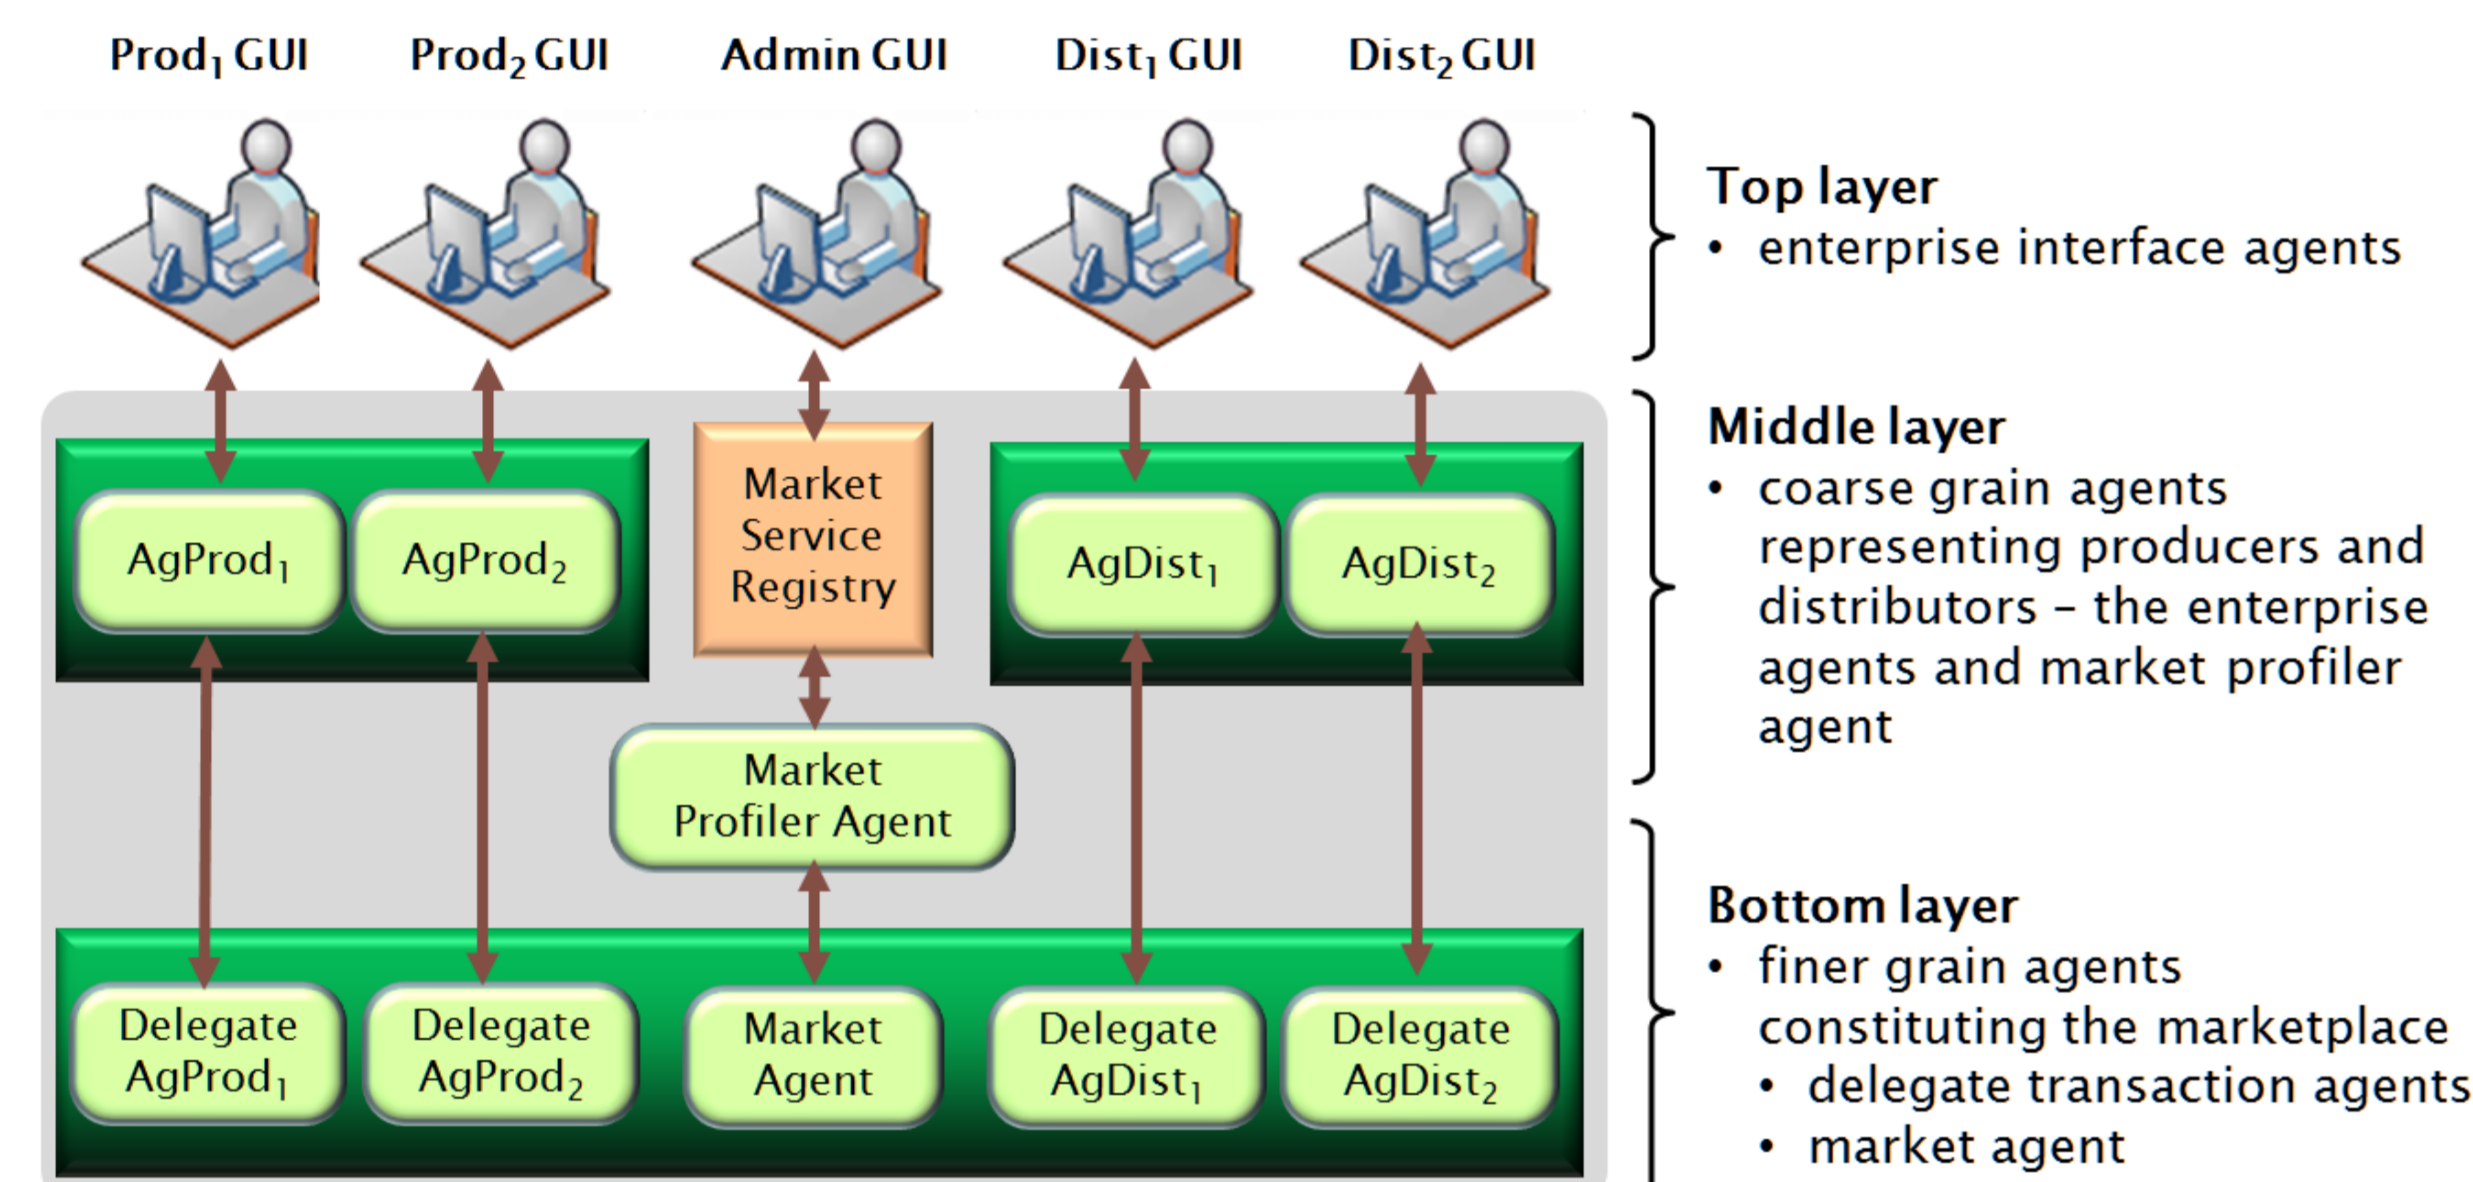 Prod₁ GUI
Prod₂ GUI
Admin GUI
Dist₁ GUI
Dist₂ GUI
Top layer
• enterprise interface agents
Market
Service
Registry
AgProd₁
AgProd₂
AgDist₁
AgDist₂
Middle layer
• coarse grain agents
representing producers and
distributors – the enterprise
agents and market profiler
agent
Market
Profiler Agent
Delegate
AgProd₁
Delegate
AgProd₂
Market
Agent
Delegate
AgDist₁
Delegate
AgDist₂
Bottom layer
• finer grain agents
constituting the marketplace
• delegate transaction agents
• market agent